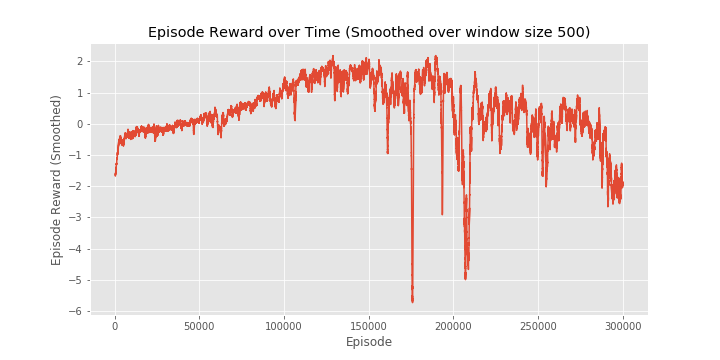 Episode Reward over Time (Smoothed over window size 500)
Episode Reward (Smoothed)
2
1
0
−1
−2
−3
−4
−5
−6
0 50000 100000 150000 200000 250000 300000
Episode